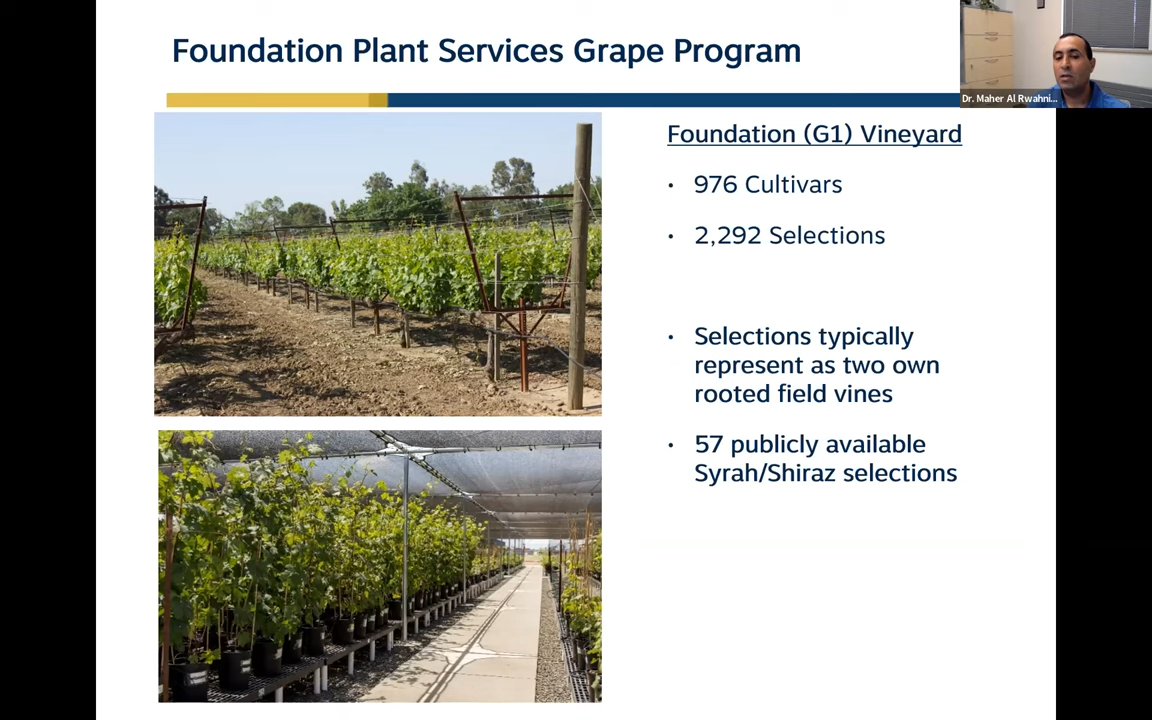 Foundation Plant Services Grape Program
Dr. Maher Al Rwahni...
Foundation (G1) Vineyard
• 976 Cultivars
• 2,292 Selections
• Selections typically
represent as two own
rooted field vines
• 57 publicly available
Syrah/Shiraz selections